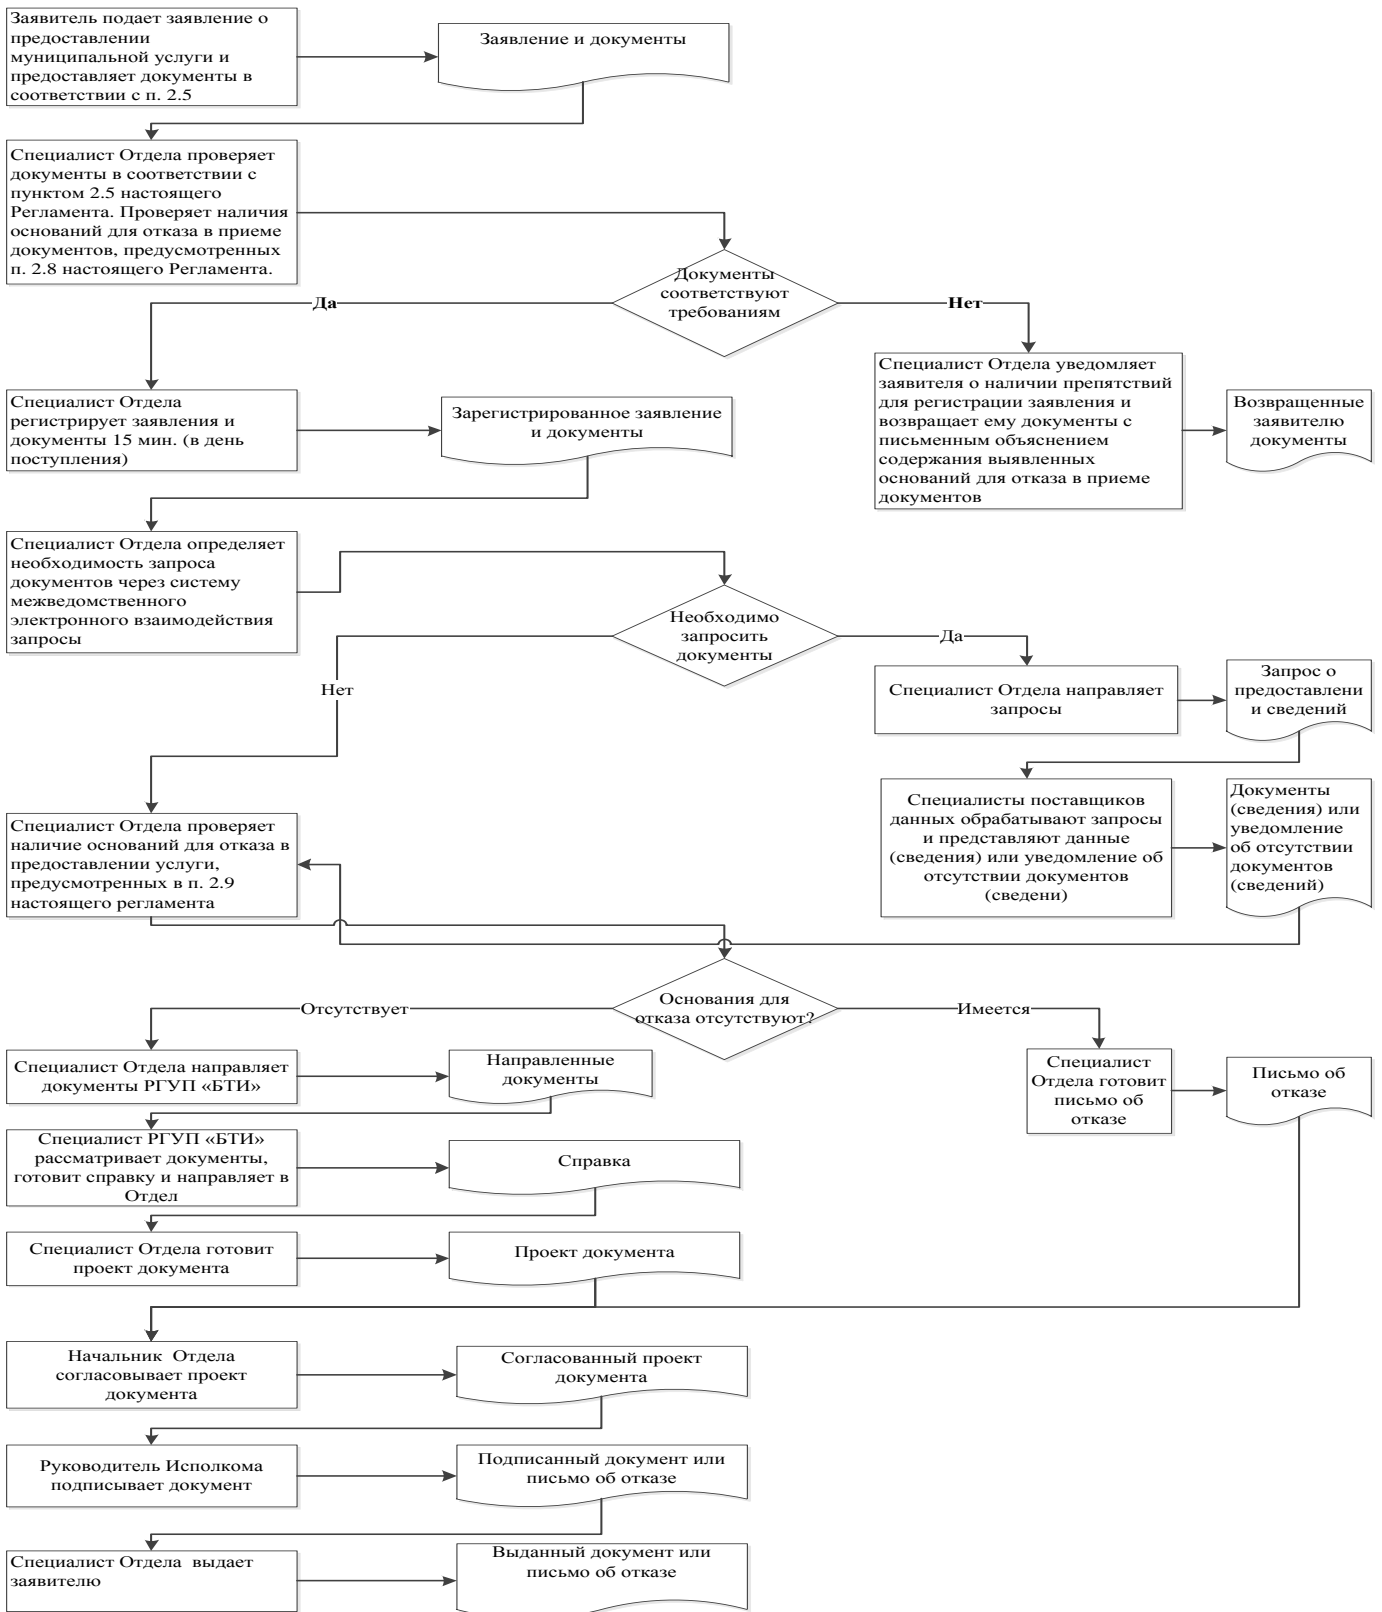 Заявитель подает заявление о
предоставлении
муниципальной услуги и
предоставляет документы в
соответствии с п. 2.5
Заявление и документы
Специалист Отдела проверяет
документы в соответствии с
пунктом 2.5 настоящего
Регламента. Проверяет наличия
оснований для отказа в приеме
документов, предусмотренных
п. 2.8 настоящего Регламента.
Документы
соответствуют
требованиям
Да
Нет
Специалист Отдела
регистрирует заявления и
документы 15 мин. (в день
поступления)
Зарегистрированное заявление
и документы
Специалист Отдела уведомляет
заявителя о наличии препятствий
для регистрации заявления и
возвращает ему документы с
письменным объяснением
содержания выявленных
оснований для отказа в приеме
документов
Возвращенные
заявителю
документы
Специалист Отдела определяет
необходимость запроса
документов через систему
межведомственного
электронного взаимодействия
запросы
Необходимо
запросить
документы
Да
Нет
Специалист Отдела направляет
запросы
Запрос о
предоставлени
и сведений
Специалисты поставщиков
данных обрабатывают запросы
и представляют данные
(сведения) или уведомление об
отсутствии документов
(сведени)
Документы
(сведения) или
уведомление
об отсутствии
документов
(сведений)
Специалист Отдела проверяет
наличие оснований для отказа в
предоставлении услуги,
предусмотренных в п. 2.9
настоящего регламента
Основания для
отказа отсутствуют?
Отсутствует
Имеется
Специалист Отдела направляет
документы РГУП «БТИ»
Направленные
документы
Специалист
Отдела готовит
письмо об
отказе
Письмо об
отказе
Специалист РГУП «БТИ»
рассматривает документы,
готовит справку и направляет в
Отдел
Справка
Специалист Отдела готовит
проект документа
Проект документа
Начальник  Отдела
согласовывает проект
документа
Согласованный проект
документа
Руководитель Исполкома
подписывает документ
Подписанный документ или
письмо об отказе
Специалист Отдела  выдает
заявителю
Выданный документ или
письмо об отказе